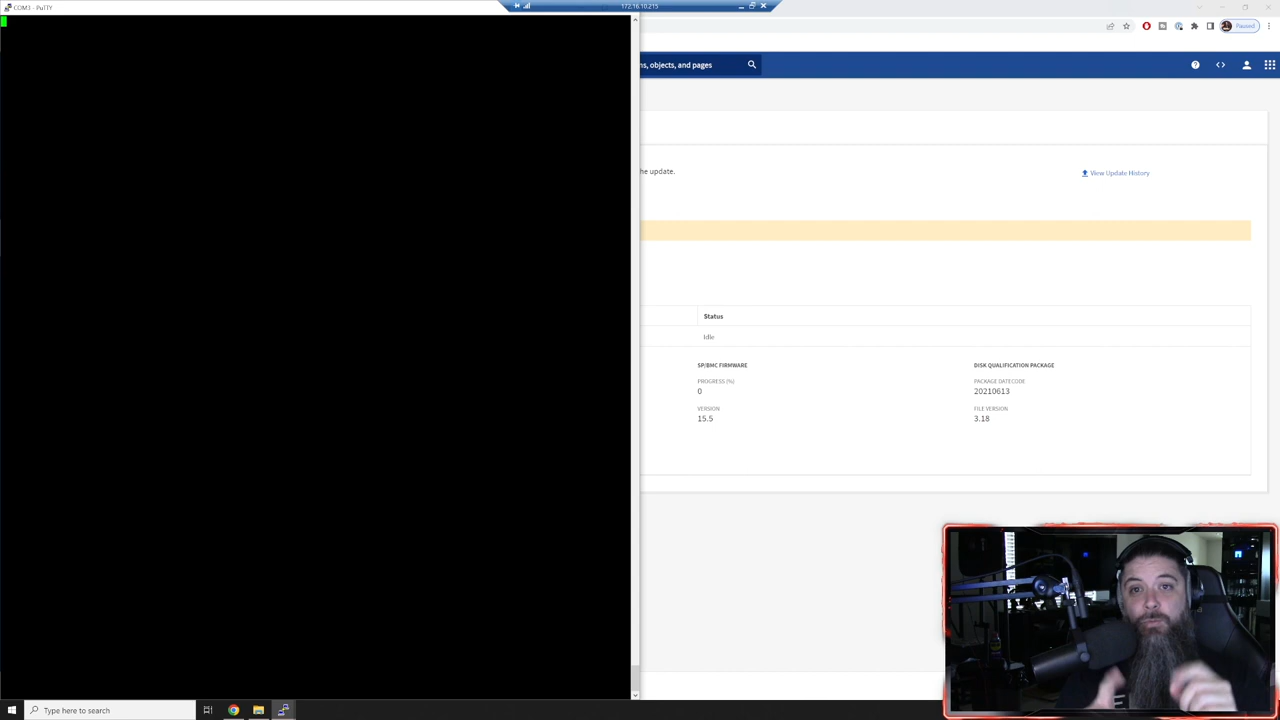 COM3 - PuTTY
172.16.10.215
Paused
ns, objects, and pages
he update.
View Update History
Status
Idle
SP/BMC FIRMWARE
DISK QUALIFICATION PACKAGE
PROGRESS (%)
PACKAGE DATECODE
0
20210613
VERSION
FILE VERSION
15.5
3.18
Type here to search